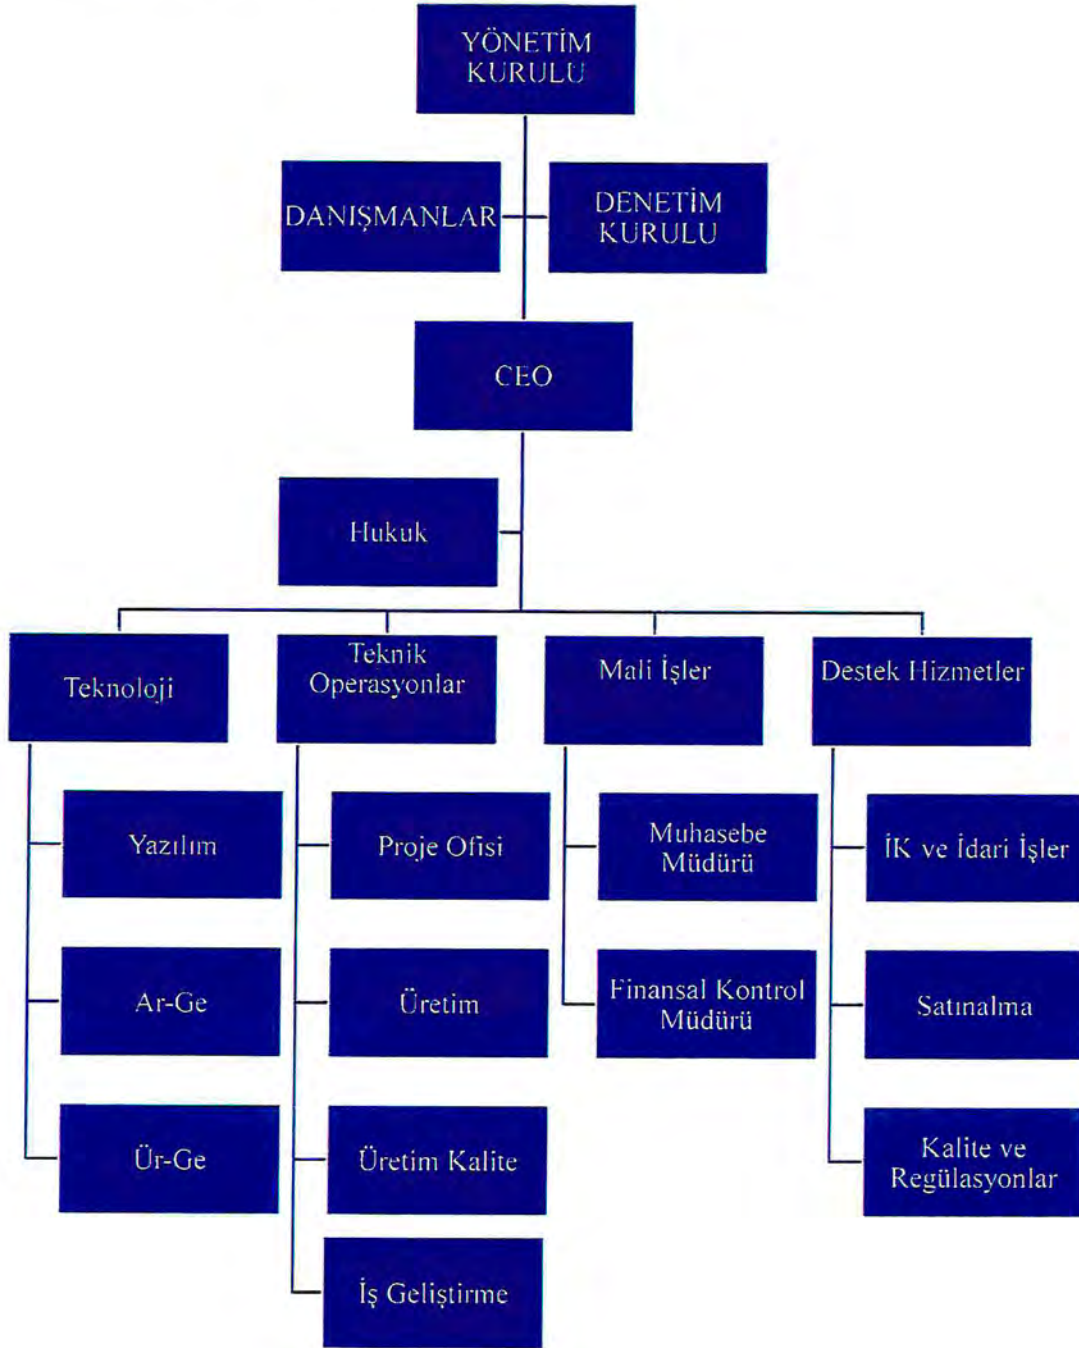 YÖNETİM
KURULU
DANIŞMANLAR
DENETİM
KURULU
CEO
Hukuk
Teknoloji
Teknik
Operasyonlar
Mali İşler
Destek Hizmetler
Yazılım
Proje Ofisi
Muhasebe
Müdürü
İK ve İdari İşler
Ar-Ge
Üretim
Finansal Kontrol
Müdürü
Satınalma
Ür-Ge
Üretim Kalite
Kalite ve
Regülasyonlar
İş Geliştirme